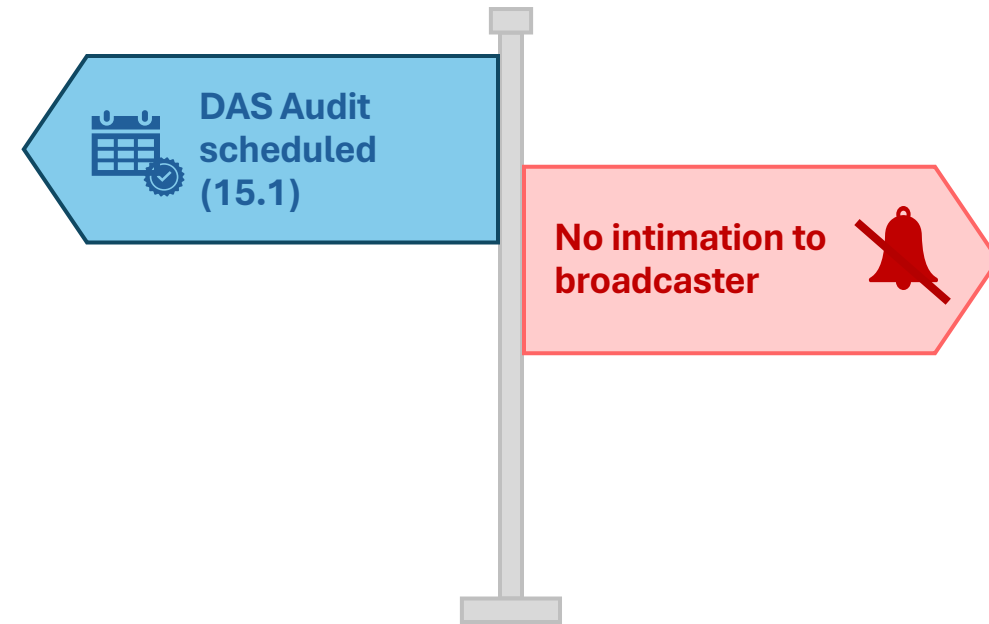 DAS Audit
scheduled
(15.1)
No intimation to
broadcaster